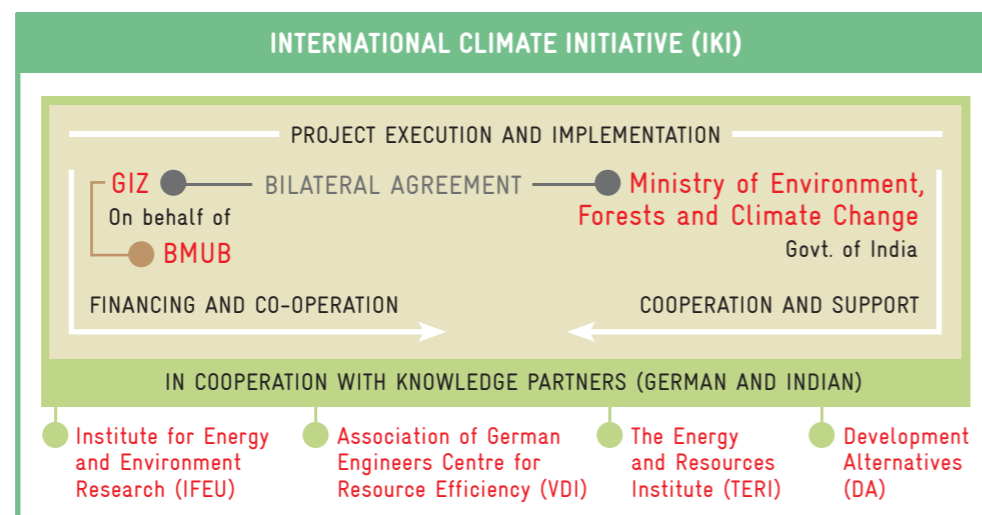 INTERNATIONAL CLIMATE INITIATIVE (IKI)
PROJECT EXECUTION AND IMPLEMENTATION
GIZ
On behalf of
BMUB
BILATERAL AGREEMENT
Ministry of Environment,
Forests and Climate Change
Govt. of India
FINANCING AND CO-OPERATION
COOPERATION AND SUPPORT
IN COOPERATION WITH KNOWLEDGE PARTNERS (GERMAN AND INDIAN)
Institute for Energy
and Environment
Research (IFEU)
Association of German
Engineers Centre for
Resource Efficiency (VDI)
The Energy
and Resources
Institute (TERI)
Development
Alternatives
(DA)